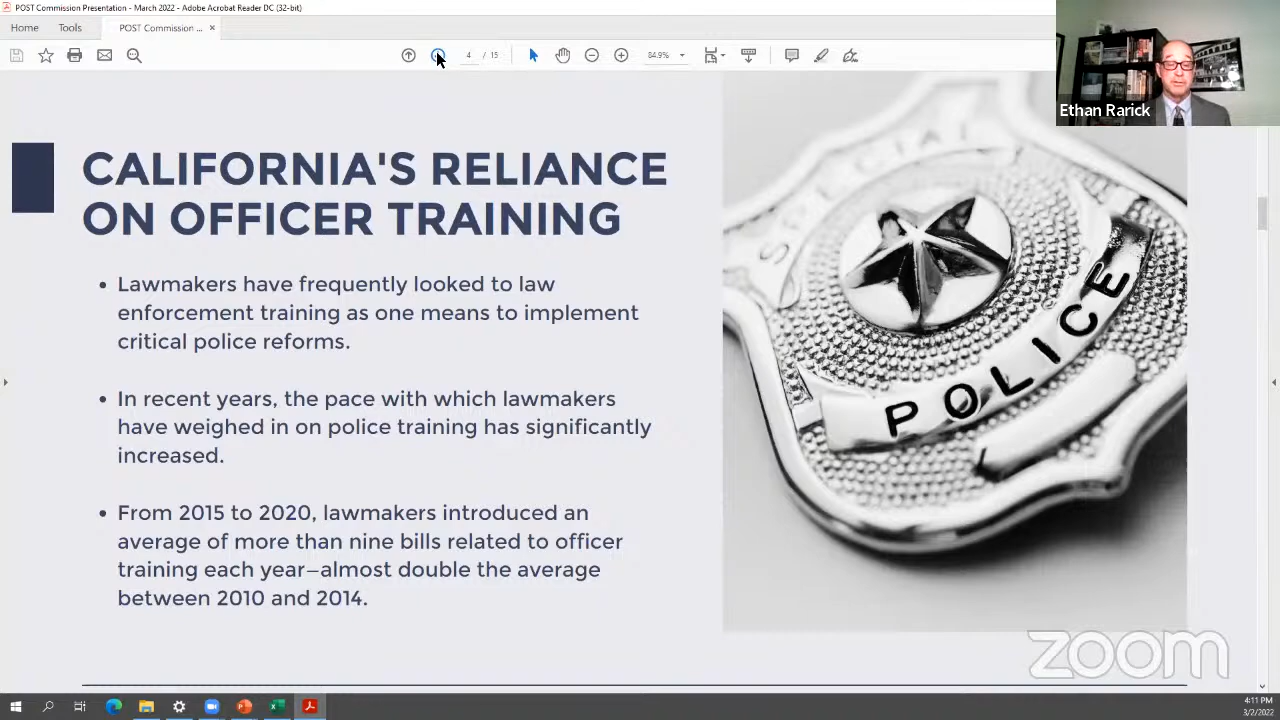 POST Commission Presentation - March 2022 - Adobe Acrobat Reader DC (32-bit)
Home
Tools
POST Commission ...
4 / 15
84.9%
Ethan Rarick
CALIFORNIA'S RELIANCE
ON OFFICER TRAINING
• Lawmakers have frequently looked to law
enforcement training as one means to implement
critical police reforms.
• In recent years, the pace with which lawmakers
have weighed in on police training has significantly
increased.
• From 2015 to 2020, lawmakers introduced an
average of more than nine bills related to officer
training each year—almost double the average
between 2010 and 2014.
SPECIAL
POLICE
zoom
4:11 PM
3/2/2022